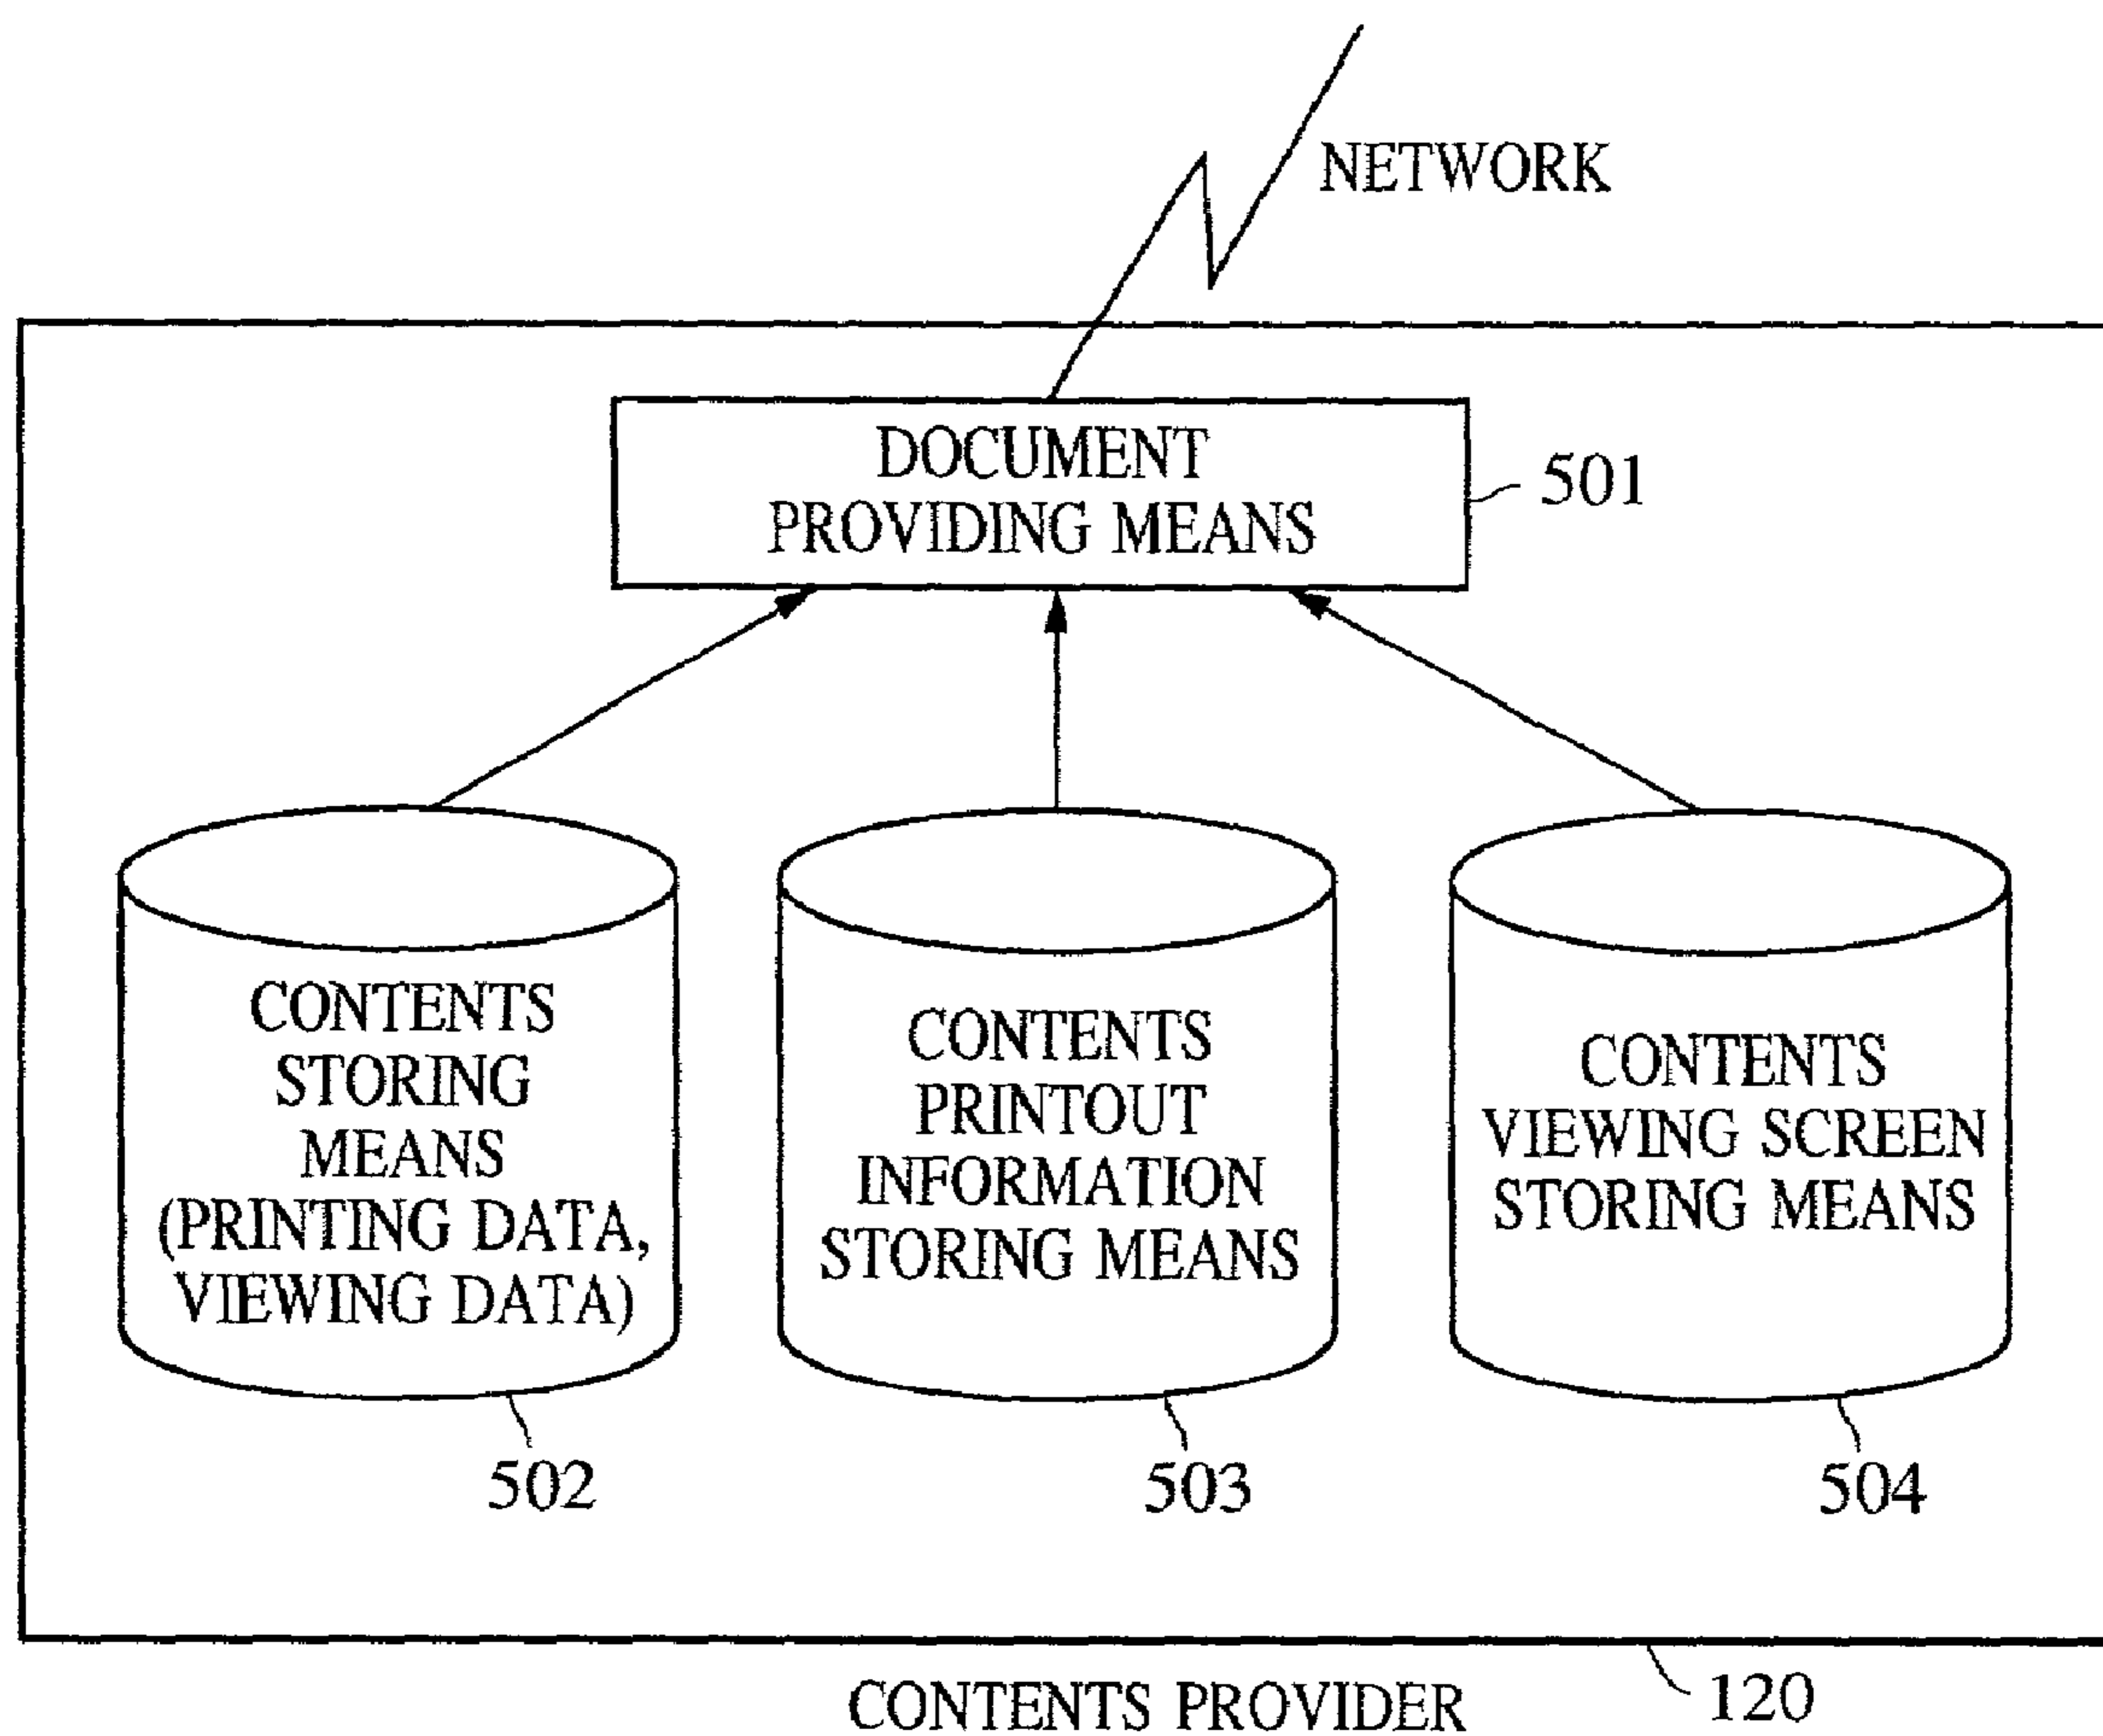 NETWORK
DOCUMENT
PROVIDING MEANS
501
CONTENTS
STORING
MEANS
(PRINTING DATA,
VIEWING DATA)
CONTENTS
PRINTOUT
INFORMATION
STORING MEANS
CONTENTS
VIEWING SCREEN
STORING MEANS
502
503
504
120
CONTENTS PROVIDER